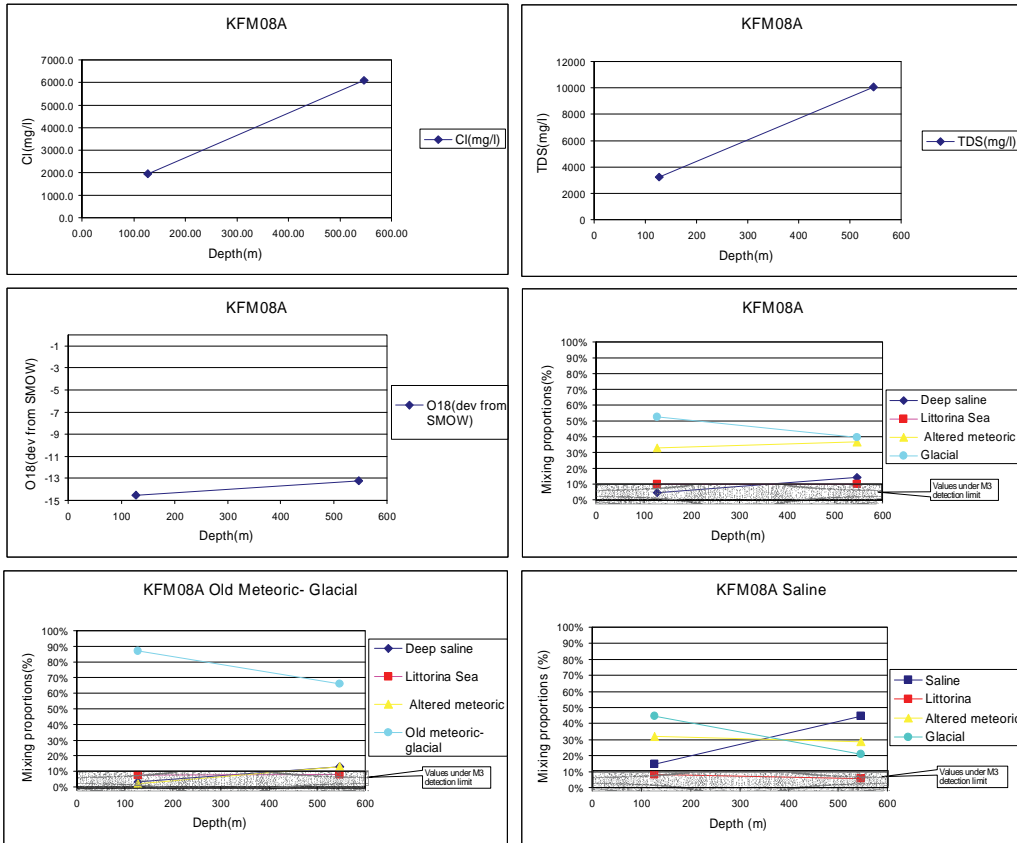 KFM08A
Cl(mg/l)
7000.0
6000.0
5000.0
4000.0
3000.0
2000.0
1000.0
0.0
0.00 100.00 200.00 300.00 400.00 500.00 600.00
Depth(m)
Cl(mg/l)
KFM08A
TDS(mg/l)
12000
10000
8000
6000
4000
2000
0
0 100 200 300 400 500 600
Depth(m)
TDS(mg/l)
KFM08A
O18(dev from SMOW)
-1
-3
-5
-7
-9
-11
-13
-15
0 100 200 300 400 500 600
Depth(m)
O18(dev from
SMOW)
KFM08A
Mixing proportions(%)
100%
90%
80%
70%
60%
50%
40%
30%
20%
10%
0%
0 100 200 300 400 500 600
Depth(m)
Deep saline
Littorina Sea
Altered meteoric
Glacial
Values under M3
detection limit
KFM08A Old Meteoric- Glacial
Mixing proportions(%)
100%
90%
80%
70%
60%
50%
40%
30%
20%
10%
0%
0 100 200 300 400 500 600
Depth(m)
Deep saline
Littorina Sea
Altered meteoric
Old meteoric-
glacial
Values under M3
detection limit
KFM08A Saline
Mixing proportions (%)
100%
90%
80%
70%
60%
50%
40%
30%
20%
10%
0%
0 100 200 300 400 500 600
Depth (m)
Saline
Littorina
Altered meteoric
Glacial
Values under M3
detection limit